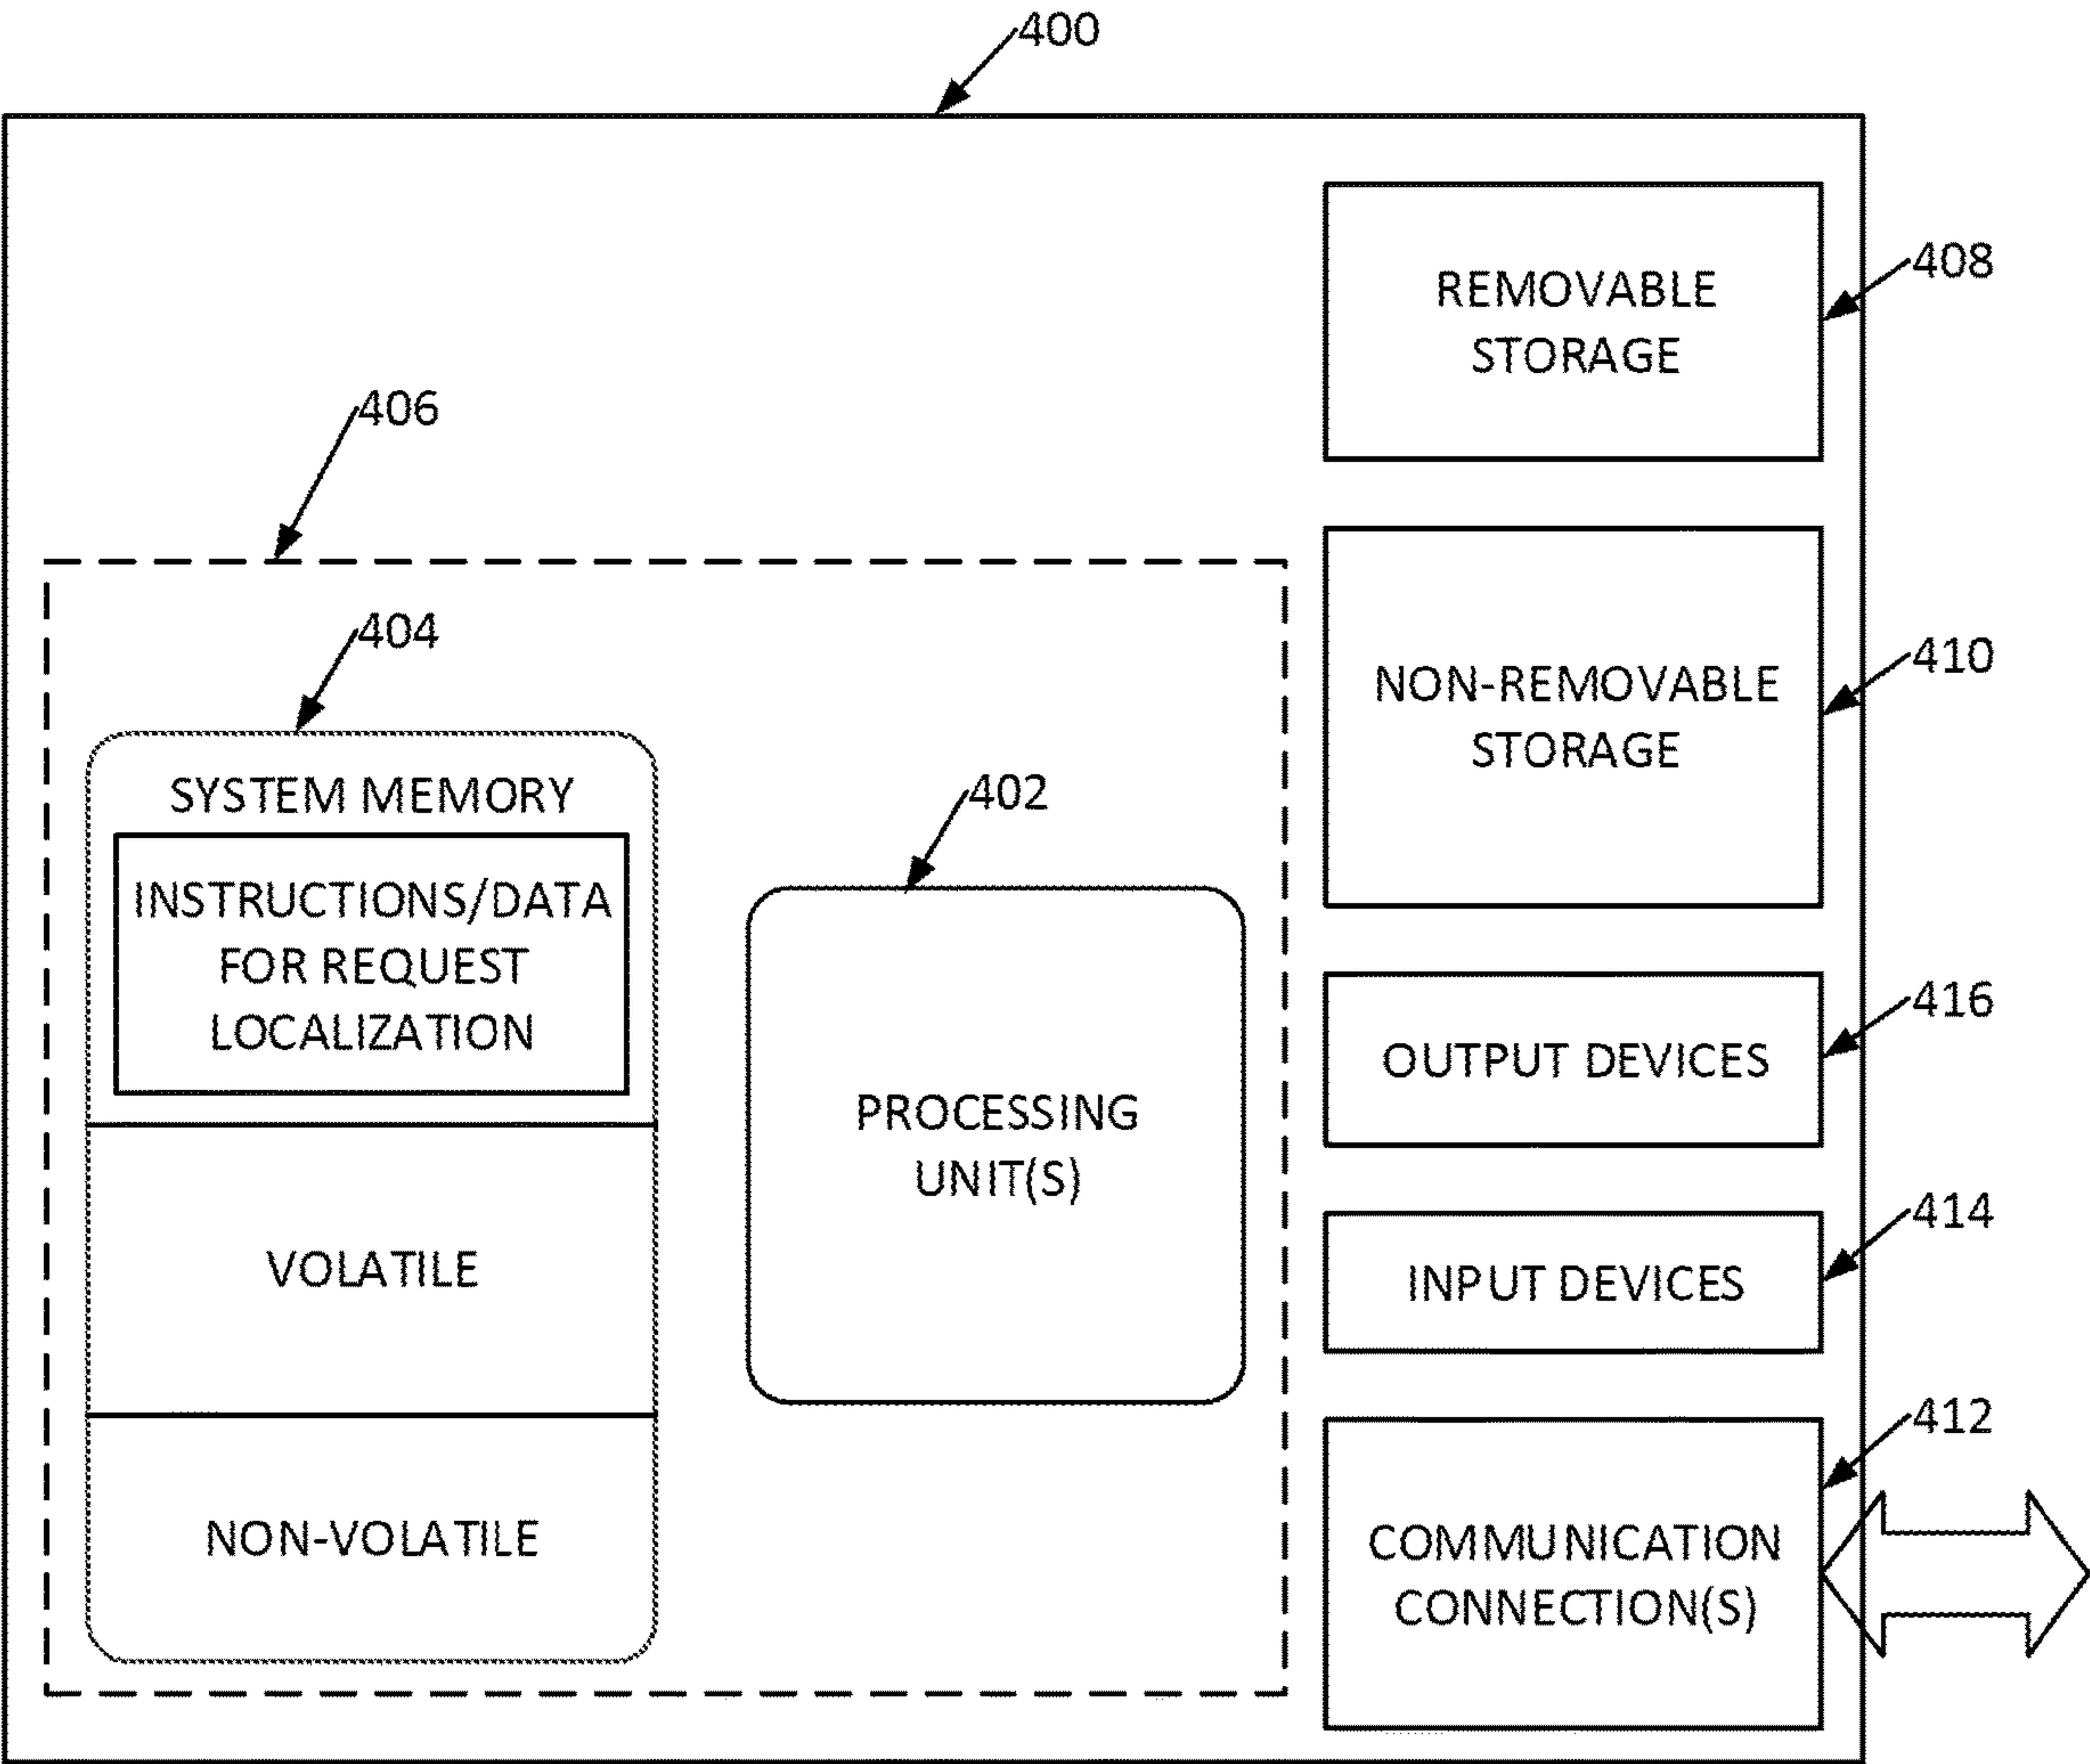 400
REMOVABLE
STORAGE
408
406
NON-REMOVABLE
STORAGE
410
404
SYSTEM MEMORY
INSTRUCTIONS/DATA
FOR REQUEST
LOCALIZATION
VOLATILE
NON-VOLATILE
402
PROCESSING
UNIT(S)
OUTPUT DEVICES
416
INPUT DEVICES
414
COMMUNICATION
CONNECTION(S)
412